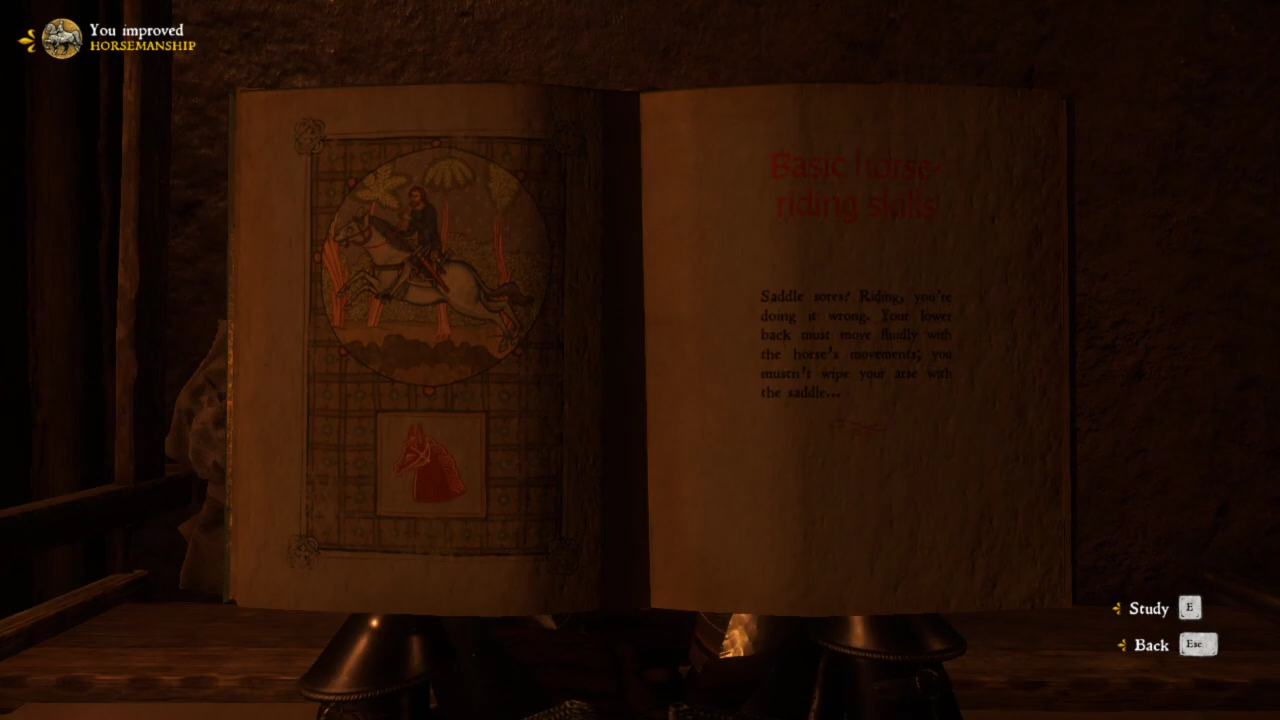 You improved
HORSEMANSHIP
Basic horse-
riding skills
Saddle sores? Riding, you're
doing it wrong. Your lower
back must move fluidly with
the horse's movements; you
mustn't wipe your arse with
the saddle...
Study E
Back Esc